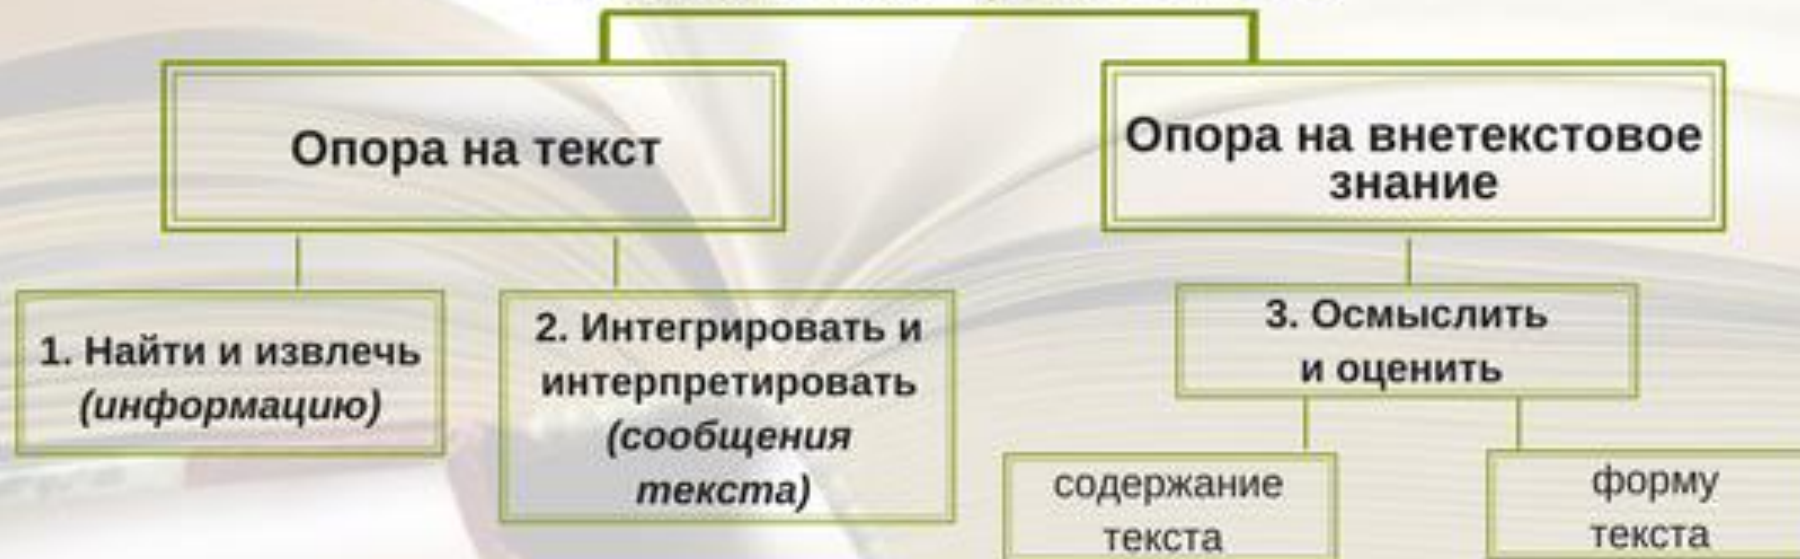 Опора на текст
Опора на внетекстовое
знание
1. Найти и извлечь
(информацию)
2. Интегрировать и
интерпретировать
(сообщения
текста)
3. Осмыслить
и оценить
содержание
текста
форму
текста